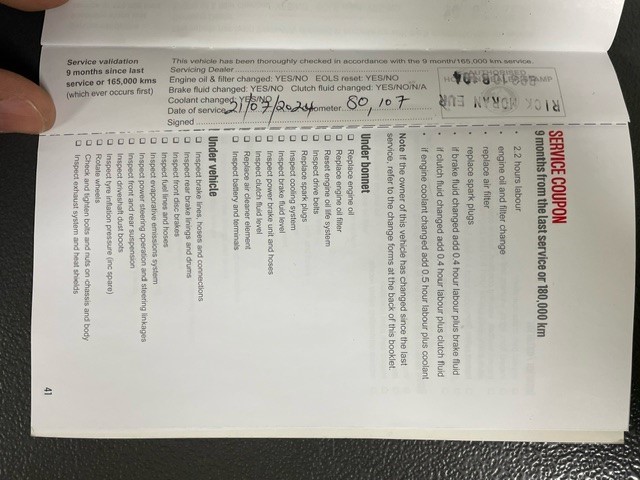 Service validation
9 months since last
service or 165,000 kms
(which ever occurs first)
This vehicle has been thoroughly checked in accordance with the 9 month/165,000 km service.
Servicing Dealer
Engine oil & filter changed: YES/NO EOLS reset: YES/NO
Brake fluid changed: YES/NO Clutch fluid changed: YES/NO/N/A
Coolant changed YES/NO
Date of service 21/07/2024 ometer 80,107
Signed
RICK MORAN EUR
SERVICE COUPON
9 months from the last service or 180,000 km
• 2.2 hours labour
• engine oil and filter change
• replace air filter
• replace spark plugs
• if brake fluid changed add 0.4 hour labour plus brake fluid
• if clutch fluid changed add 0.4 hour labour plus clutch fluid
• if engine coolant changed add 0.5 hour labour plus coolant
Note If the owner of this vehicle has changed since the last
service, refer to the change forms at the back of this booklet.
Under bonnet
❑ Replace engine oil
❑ Replace engine oil filter
❑ Reset engine oil life system
❑ Inspect drive belts
❑ Replace spark plugs
❑ Inspect cooling system
❑ Inspect brake fluid level
❑ Inspect power brake unit and hoses
❑ Inspect clutch fluid level
❑ Replace air cleaner element
❑ Inspect battery and terminals
Under vehicle
❑ Inspect brake lines, hoses and connections
❑ Inspect rear brake linings and drums
❑ Inspect front disc brakes
❑ Inspect fuel lines and hoses
❑ Inspect evaporative emissions system
❑ Inspect power steering operation and steering linkages
❑ Inspect front and rear suspension
❑ Inspect driveshaft dust boots
❑ Inspect tyre inflation pressure (inc spare)
❑ Rotate wheels
❑ Check and tighten bolts and nuts on chassis and body
❑ Inspect exhaust system and heat shields
41